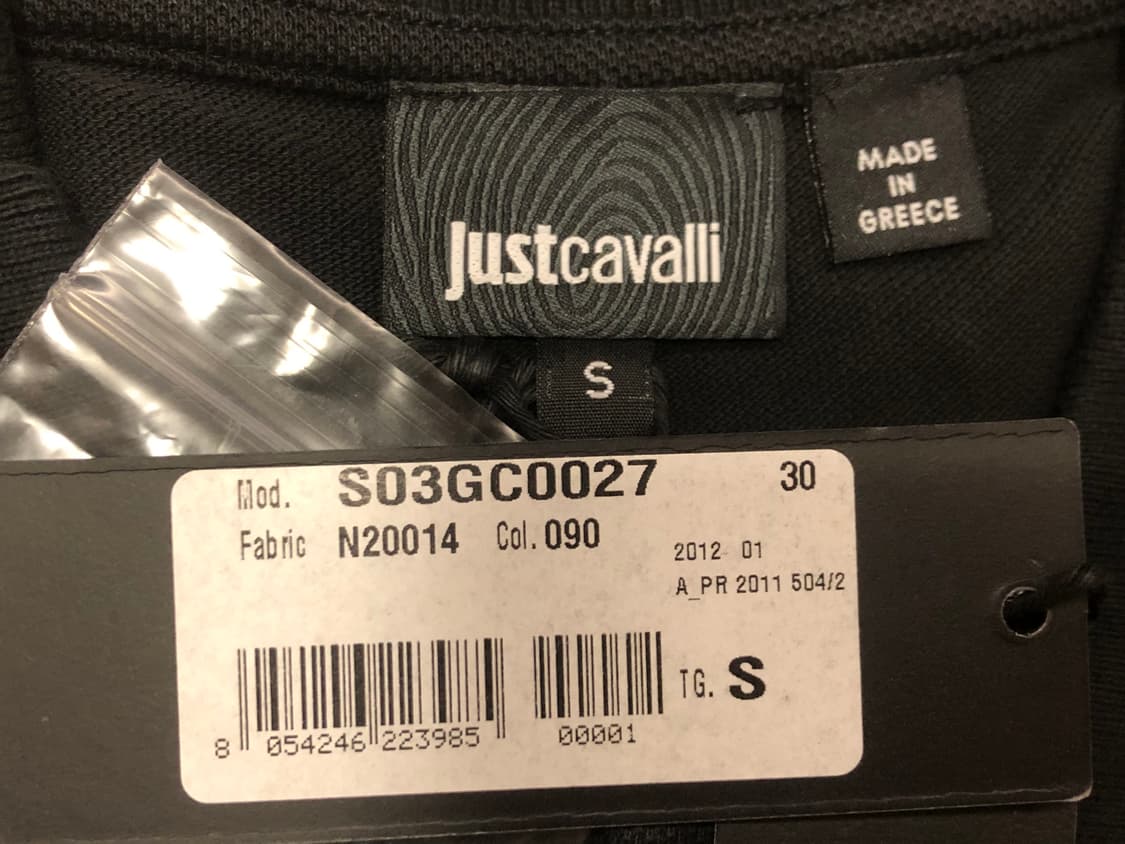 Justcavalli
MADE
IN
GREECE
S
Mod. S03GC0027 30
Fabric N20014 Col. 090
2012 01
A_PR 2011 504/2
TG. S
8 054246 223985 00001